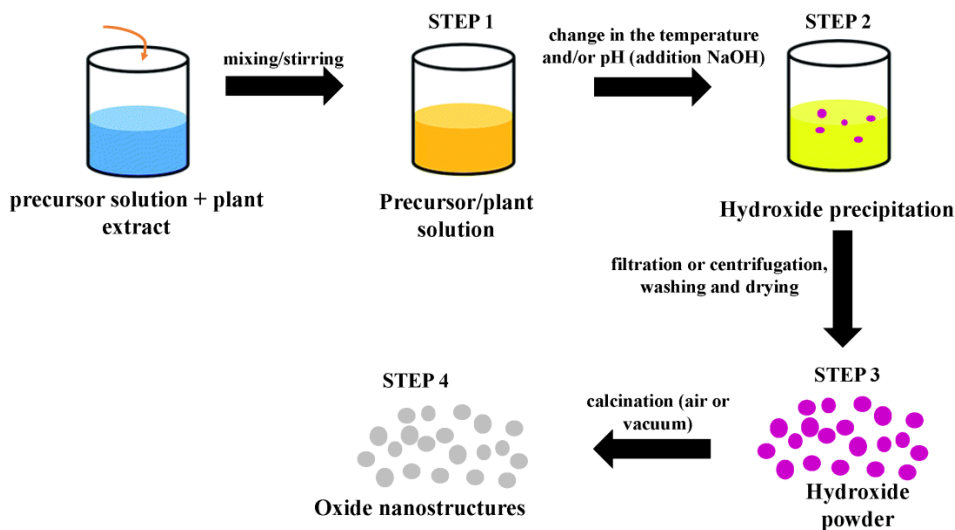 precursor solution + plant
extract
mixing/stirring
STEP 1
Precursor/plant
solution
change in the temperature
and/or pH (addition NaOH)
STEP 2
Hydroxide precipitation
filtration or centrifugation,
washing and drying
STEP 3
Hydroxide
powder
calcination (air or
vacuum)
STEP 4
Oxide nanostructures